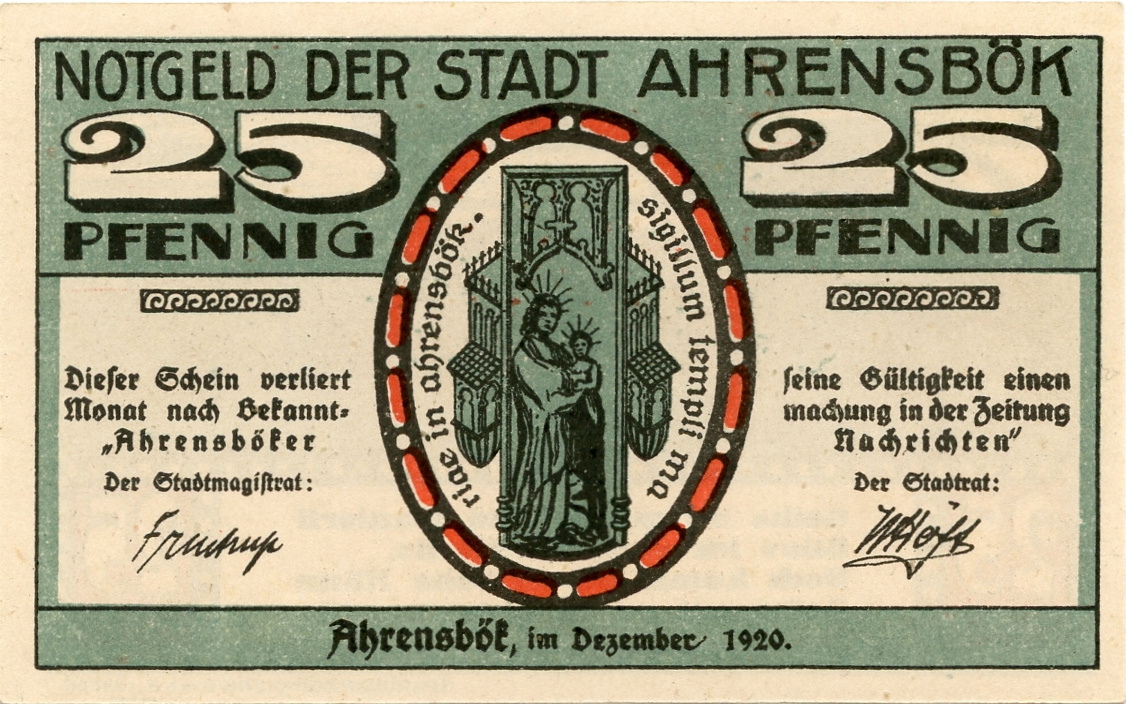 NOTGELD DER STADT AHRENSBÖK
25 25
PFENNIG PFENNIG
sigillum templi ma
riae in ahrensbök.
Dieser Schein verliert seine Gültigkeit einen
Monat nach Bekannt= machung in der Zeitung
„Ahrensböker Nachrichten“
Der Stadtmagistrat: Der Stadtrat:
Ahrensbök, im Dezember 1920.